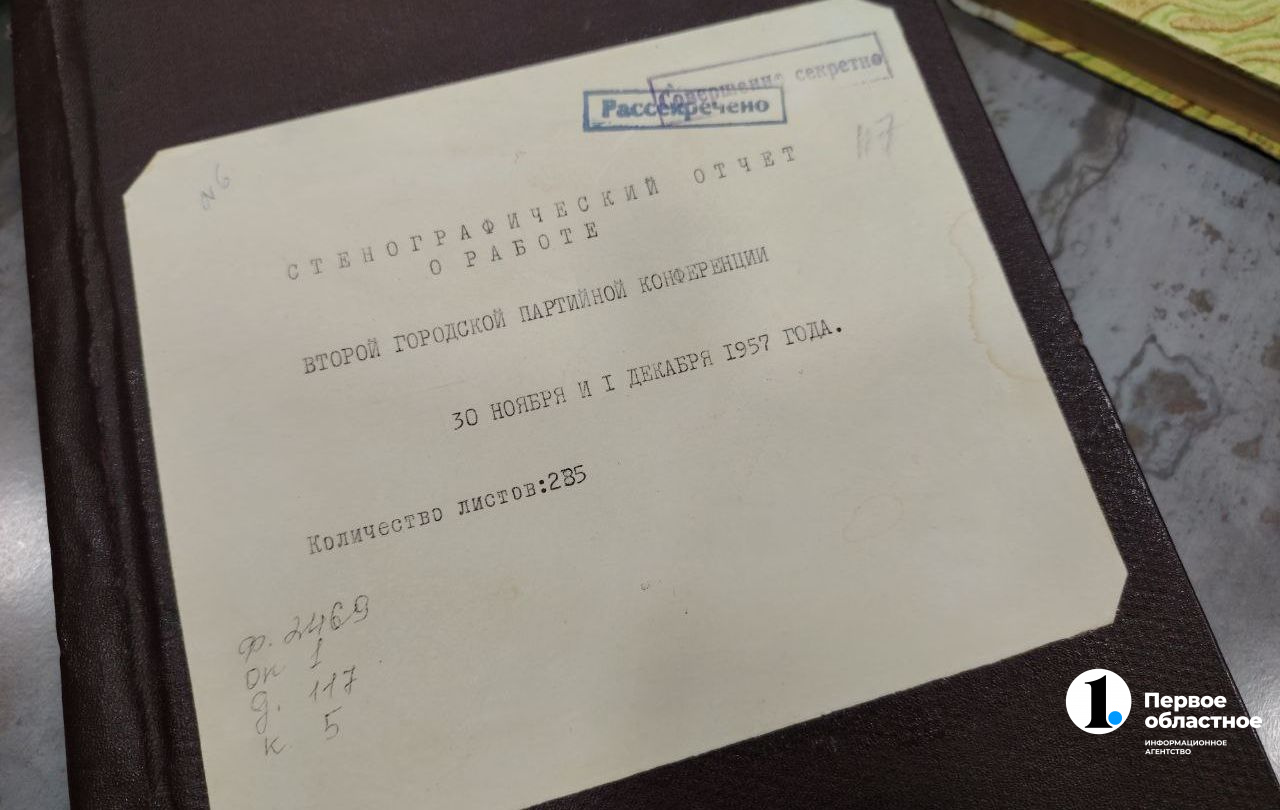 Совершенно секретно
Рассекречено
№6
117
СТЕНОГРАФИЧЕСКИЙ ОТЧЕТ
О РАБОТЕ
ВТОРОЙ ГОРОДСКОЙ ПАРТИЙНОЙ КОНФЕРЕНЦИИ
30 НОЯБРЯ И I ДЕКАБРЯ 1957 ГОДА.
Количество листов:285
ф. 2469
оп 1
д. 117
к 5
1.
Первое
областное
ИНФОРМАЦИОННОЕ
АГЕНТСТВО